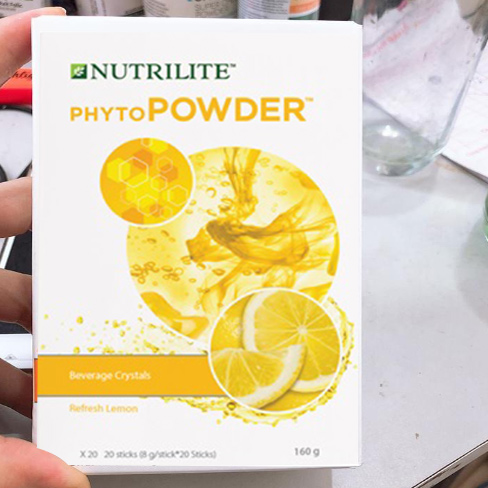 NUTRILITE™
PHYTOPOWDER™
Beverage Crystals
Refresh Lemon
X 20 20 sticks (8 g/stick*20 Sticks) 160 g